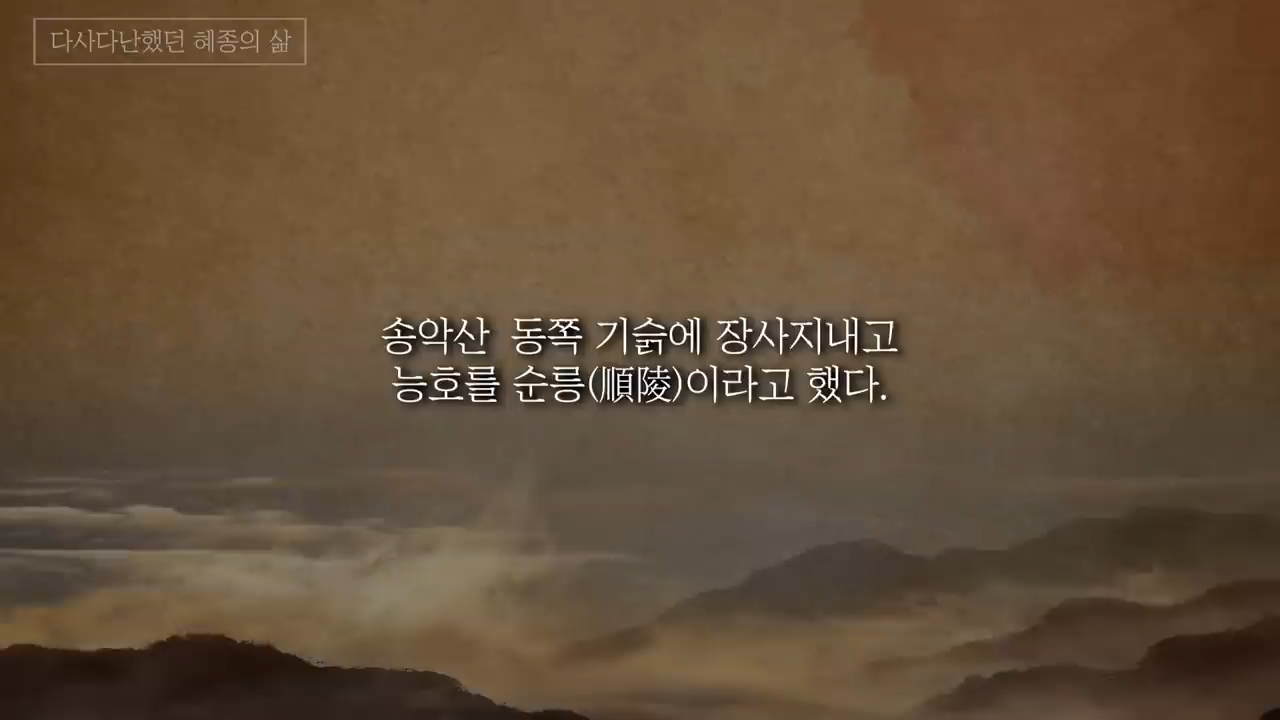 다사다난했던 혜종의 삶
송악산 동쪽 기슭에 장사지내고
능호를 순릉(順陵)이라고 했다.